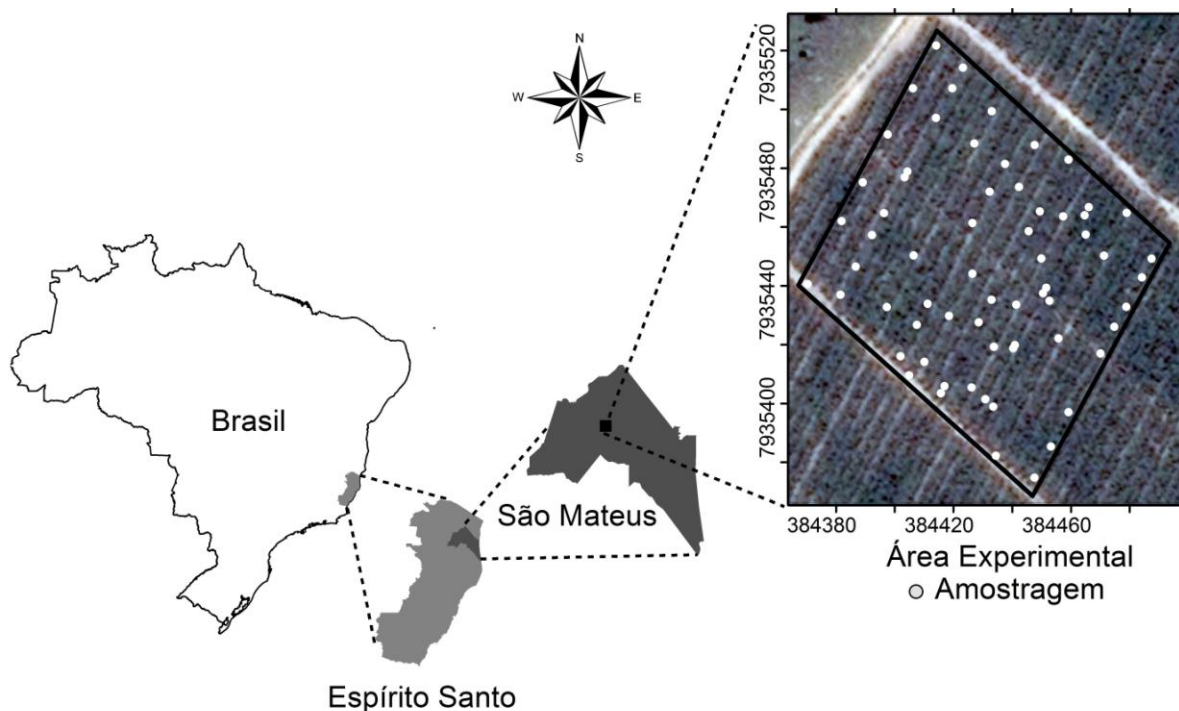 N
W E
S
Brasil
São Mateus
Espírito Santo
7935520
7935480
7935440
7935400
384380 384420 384460
Área Experimental
Amostragem